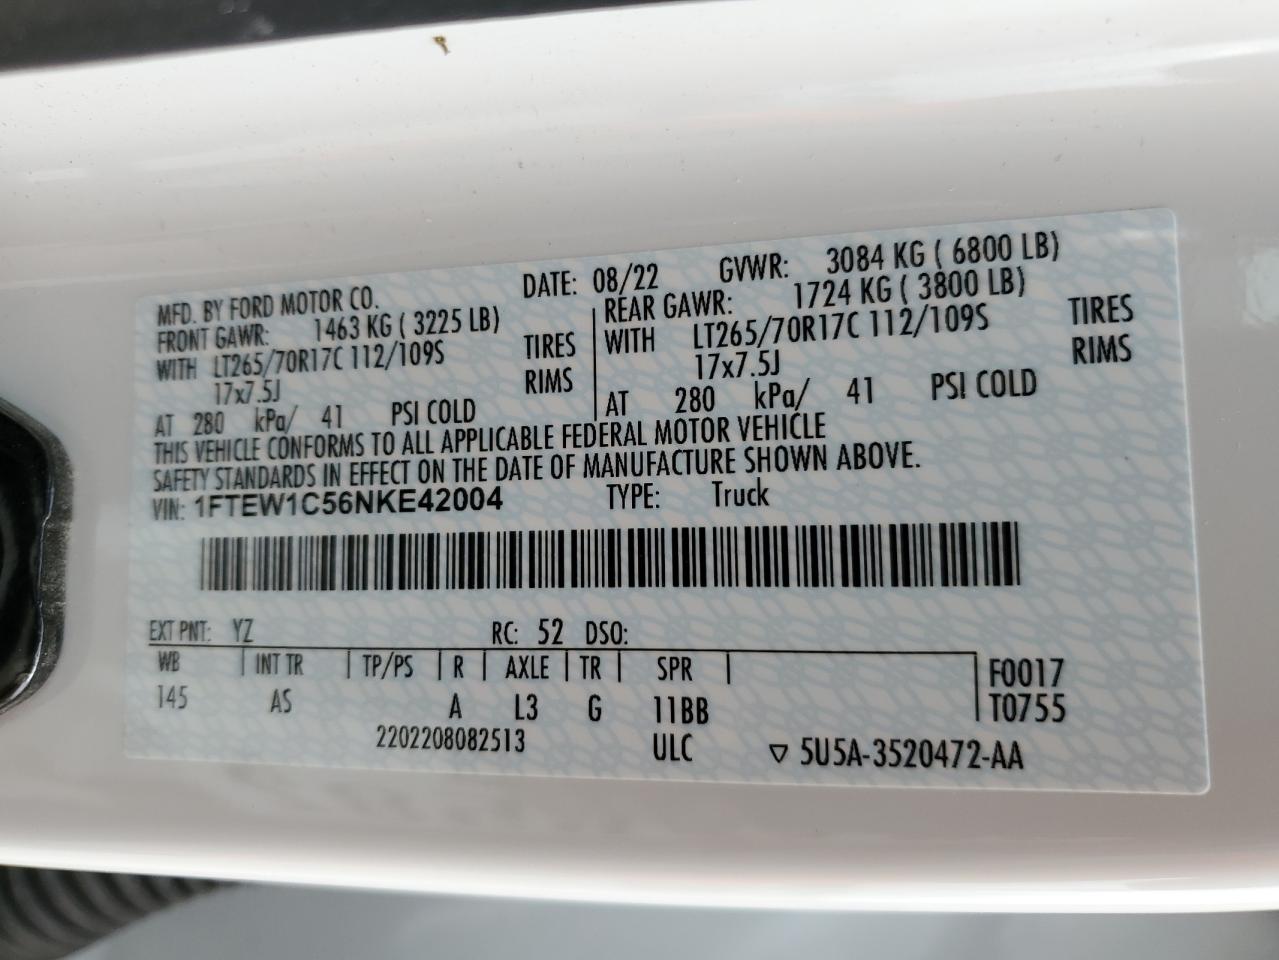 MFD. BY FORD MOTOR CO. DATE: 08/22 GVWR: 3084 KG ( 6800 LB)
FRONT GAWR: 1463 KG ( 3225 LB) REAR GAWR: 1724 KG ( 3800 LB)
WITH LT265/70R17C 112/109S TIRES WITH LT265/70R17C 112/109S TIRES
17x7.5J RIMS 17x7.5J RIMS
AT 280 kPa/ 41 PSI COLD AT 280 kPa/ 41 PSI COLD
THIS VEHICLE CONFORMS TO ALL APPLICABLE FEDERAL MOTOR VEHICLE
SAFETY STANDARDS IN EFFECT ON THE DATE OF MANUFACTURE SHOWN ABOVE.
VIN: 1FTEW1C56NKE42004 TYPE: Truck
EXT PNT: YZ RC: 52 DSO:
WB INT TR TP/PS R AXLE TR SPR F0017
145 AS A L3 G 11BB T0755
2202208082513 ULC ▽ 5U5A-3520472-AA